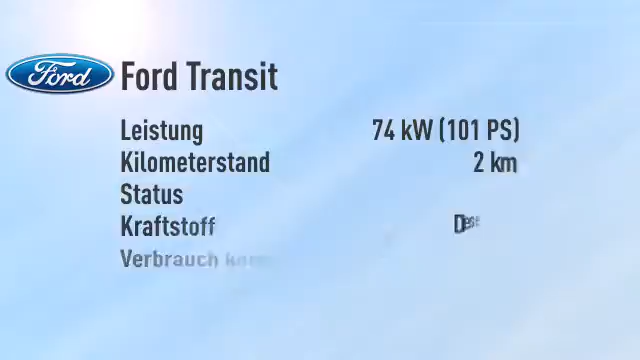 Ford
Ford Transit
Leistung 74 kW (101 PS)
Kilometerstand 2 km
Status
Kraftstoff
Verbrauch